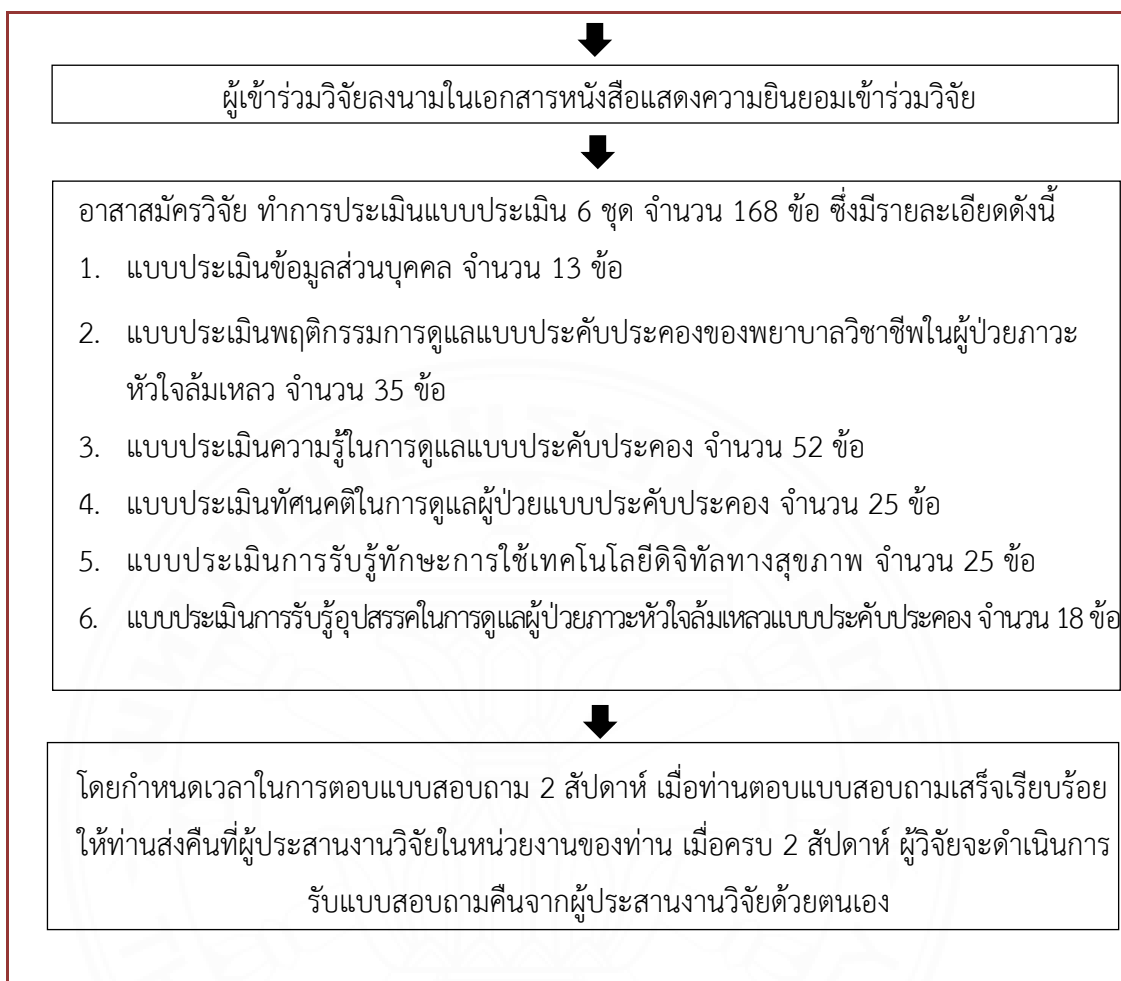 ผู้เข้าร่วมวิจัยลงนามในเอกสารหนังสือแสดงความยินยอมเข้าร่วมวิจัย
อาสาสมัครวิจัย ทำการประเมินแบบประเมิน 6 ชุด จำนวน 168 ข้อ ซึ่งมีรายละเอียดดังนี้
1. แบบประเมินข้อมูลส่วนบุคคล จำนวน 13 ข้อ
2. แบบประเมินพฤติกรรมการดูแลแบบประคับประคองของพยาบาลวิชาชีพในผู้ป่วยภาวะ
หัวใจล้มเหลว จำนวน 35 ข้อ
3. แบบประเมินความรู้ในการดูแลแบบประคับประคอง จำนวน 52 ข้อ
4. แบบประเมินทัศนคติในการดูแลผู้ป่วยแบบประคับประคอง จำนวน 25 ข้อ
5. แบบประเมินการรับรู้ทักษะการใช้เทคโนโลยีดิจิทัลทางสุขภาพ จำนวน 25 ข้อ
6. แบบประเมินการรับรู้อุปสรรคในการดูแลผู้ป่วยภาวะหัวใจล้มเหลวแบบประคับประคอง จำนวน 18 ข้อ
โดยกำหนดเวลาในการตอบแบบสอบถาม 2 สัปดาห์ เมื่อท่านตอบแบบสอบถามเสร็จเรียบร้อย
ให้ท่านส่งคืนที่ผู้ประสานงานวิจัยในหน่วยงานของท่าน เมื่อครบ 2 สัปดาห์ ผู้วิจัยจะดำเนินการ
รับแบบสอบถามคืนจากผู้ประสานงานวิจัยด้วยตนเอง